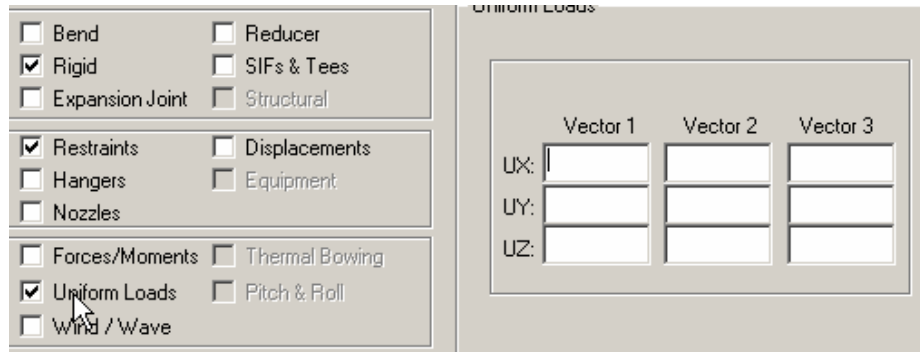 Uniform Loads
Bend Reducer
Rigid SIFs & Tees
Expansion Joint Structural
Restraints Displacements
Hangers Equipment
Nozzles
Forces/Moments Thermal Bowing
Uniform Loads Pitch & Roll
Wind / Wave
Vector 1 Vector 2 Vector 3
UX:
UY:
UZ: